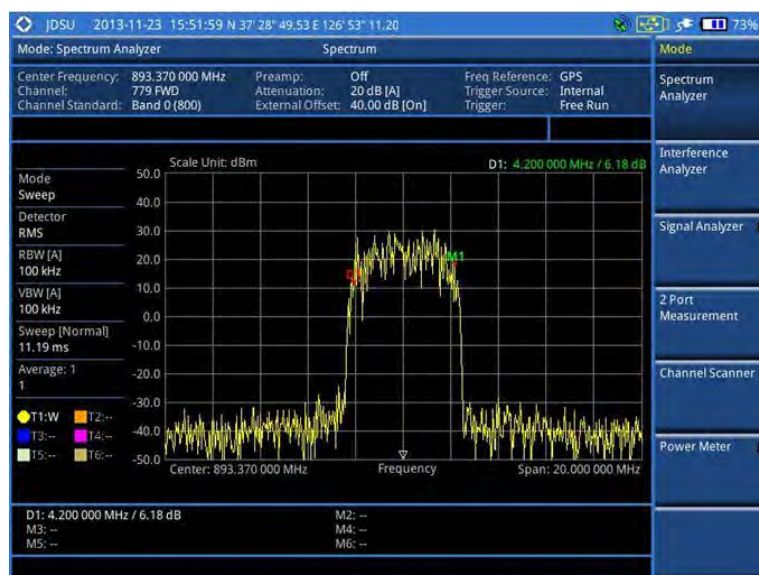 JDSU 2013-11-23 15:51:59 N 37' 28" 49.53 E 126' 53" 11.20 73%
Mode: Spectrum Analyzer Spectrum
Mode
Center Frequency: 893.370 000 MHz Preamp: Off Freq Reference: GPS
Channel: 779 FWD Attenuation: 20 dB [A] Trigger Source: Internal
Channel Standard: Band 0 (800) External Offset: 40.00 dB [On] Trigger: Free Run
Spectrum
Analyzer
Interference
Analyzer
Signal Analyzer
2 Port
Measurement
Channel Scanner
Power Meter
Scale Unit: dBm D1: 4.200 000 MHz / 6.18 dB
Mode
Sweep
Detector
RMS
RBW [A]
100 kHz
VBW [A]
100 kHz
Sweep [Normal]
11.19 ms
Average: 1
1
T1:W T2:--
T3:-- T4:--
T5:-- T6:--
50.0
40.0
30.0
20.0
10.0
0.0
-10.0
-20.0
-30.0
-40.0
-50.0
M1
Center: 893.370 000 MHz Frequency Span: 20.000 000 MHz
D1: 4.200 000 MHz / 6.18 dB M2: --
M3: -- M4: --
M5: -- M6: --